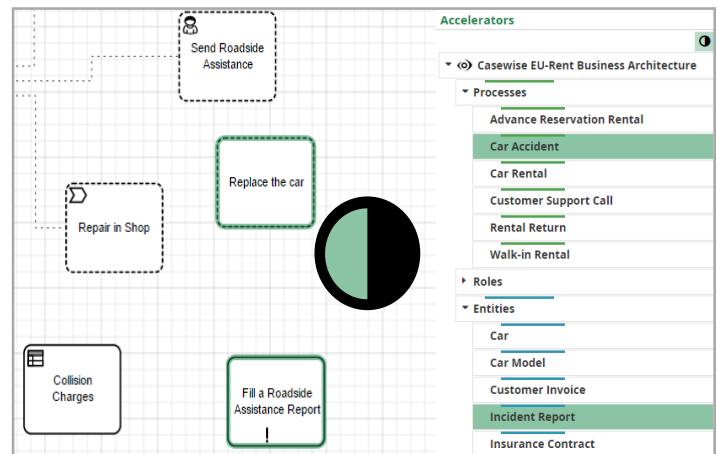 Send Roadside
Assistance
Replace the car
Repair in Shop
Collision
Charges
Fill a Roadside
Assistance Report
!
Accelerators
Casewise EU-Rent Business Architecture
Processes
Advance Reservation Rental
Car Accident
Car Rental
Customer Support Call
Rental Return
Walk-in Rental
Roles
Entities
Car
Car Model
Customer Invoice
Incident Report
Insurance Contract